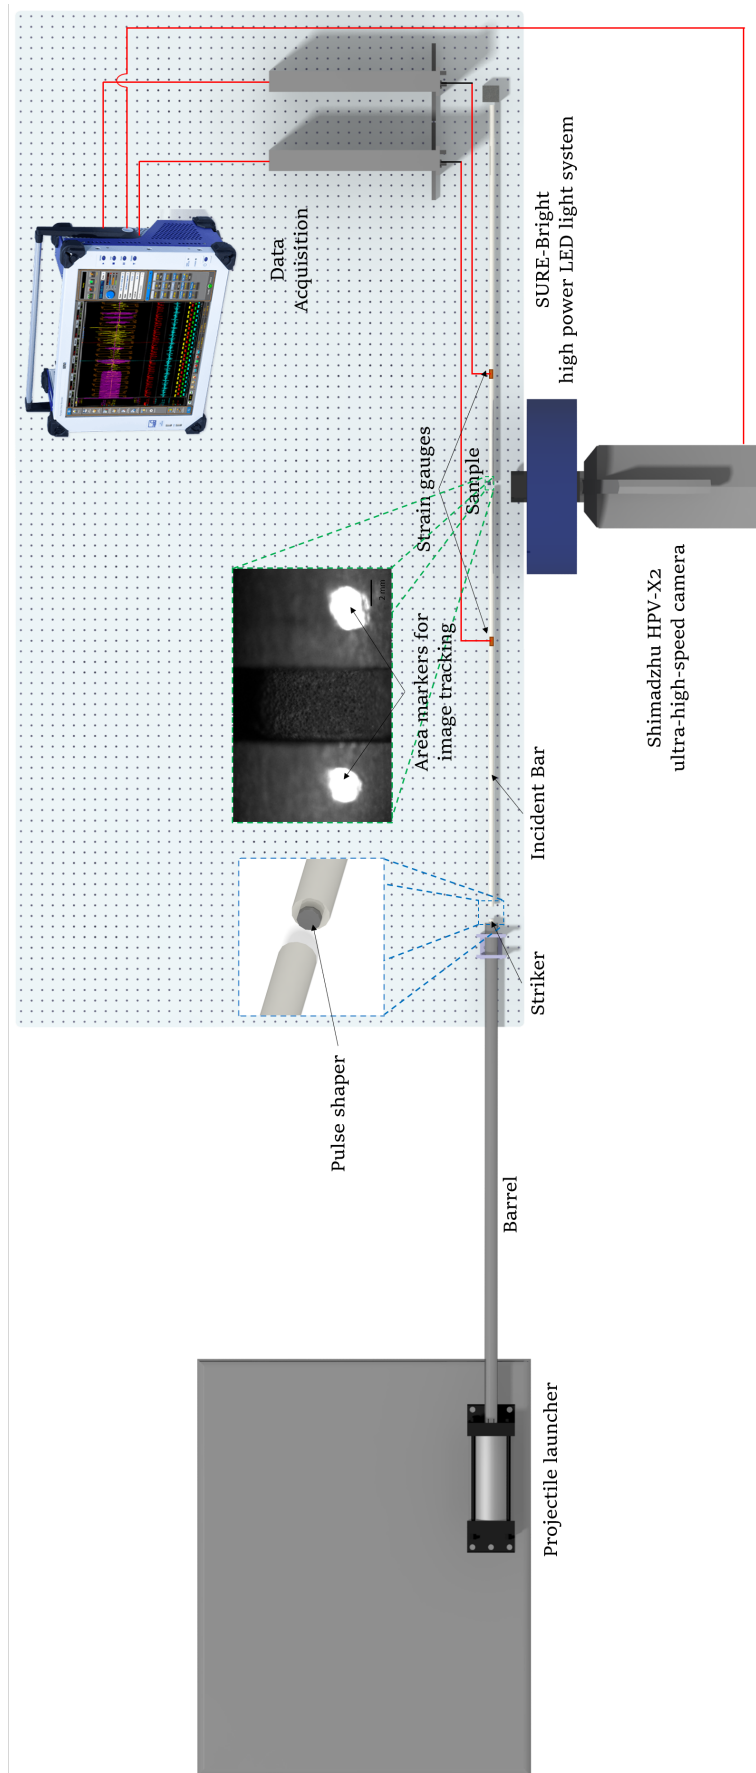 SURE-Bright
high power LED light system
Data
Acquisition
Strain gauges
Sample
Shimadzhu HPV-X2
ultra-high-speed camera
2 mm
Area markers for
image tracking
Incident Bar
Striker
Pulse shaper
Barrel
Projectile launcher